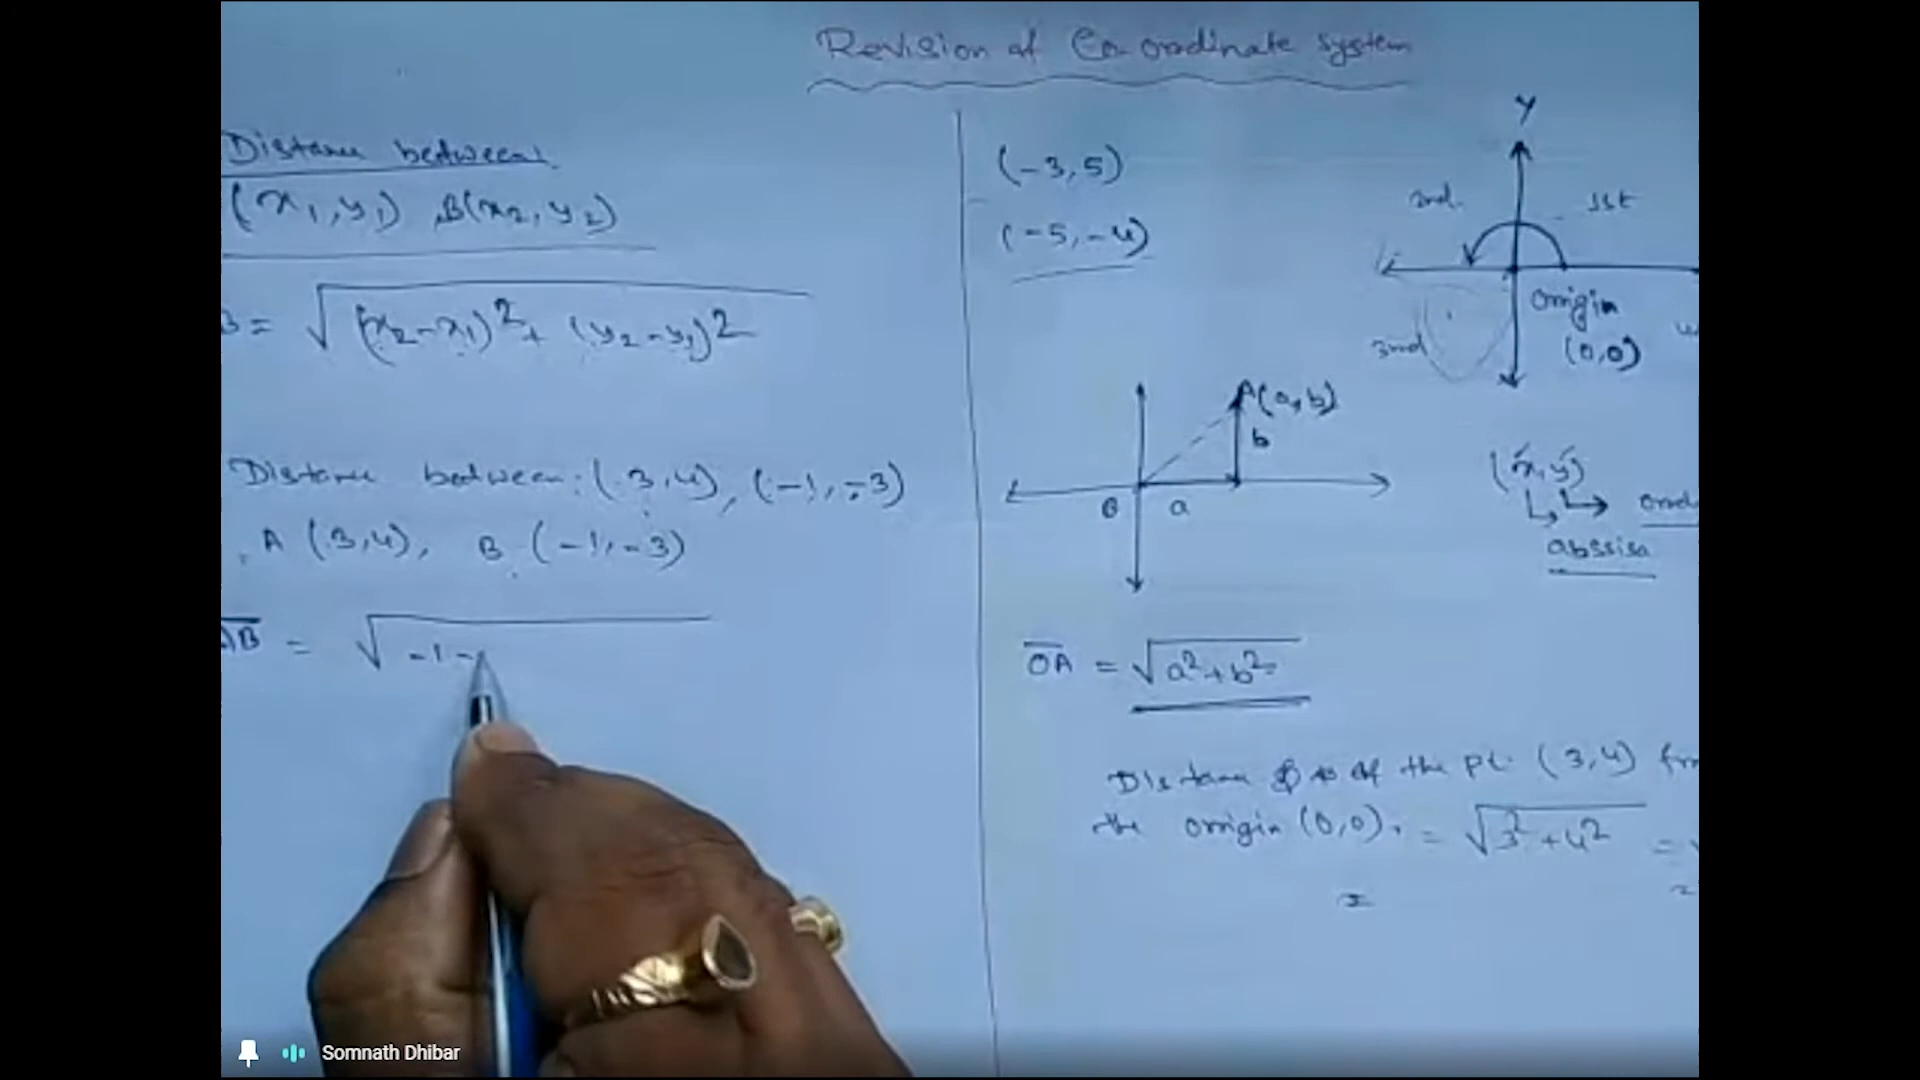 Revision of Co-ordinate system
Distance between:
(x₁,y₁) ,B(x₂,y₂)
B = √(x₂-x₁)²+ (y₂-y₁)²
Distance between: (3,4), (-1,-3)
A (3,4), B (-1,-3)
AB = √-1-
(-3,5)
(-5,-4)
Y
2nd
1st
3rd
origin
(0,0)
A(a,b)
b
a
(x,y)
abssisa
OA = √a²+b²
Distance of the pt. (3,4)
the origin (0,0). = √3²+4² =
=
Somnath Dhibar